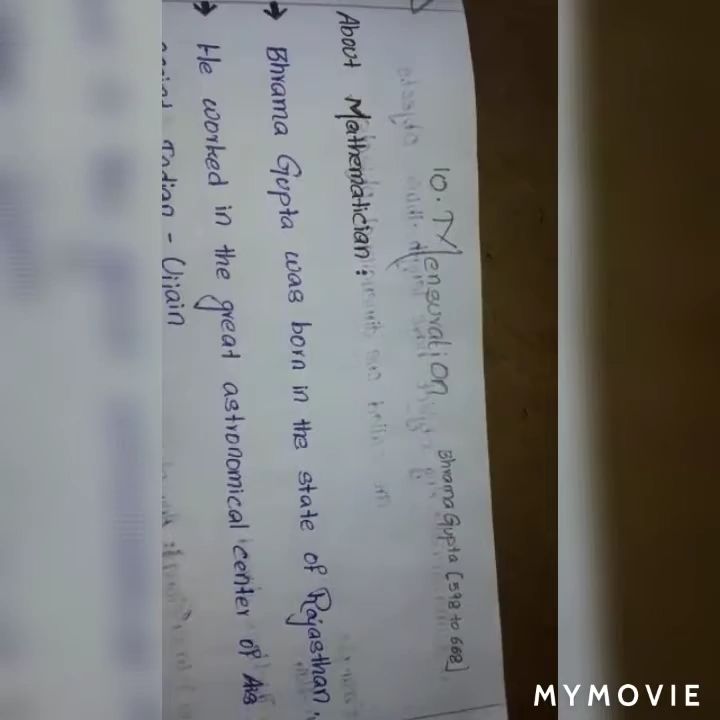 10. Mensuration
Bhrama Gupta [598 to 668]
About Mathematician :
→ Bhrama Gupta was born in the state of Rajasthan.
→ He worked in the great astronomical center of
Indian - Ujjain
MYMOVIE